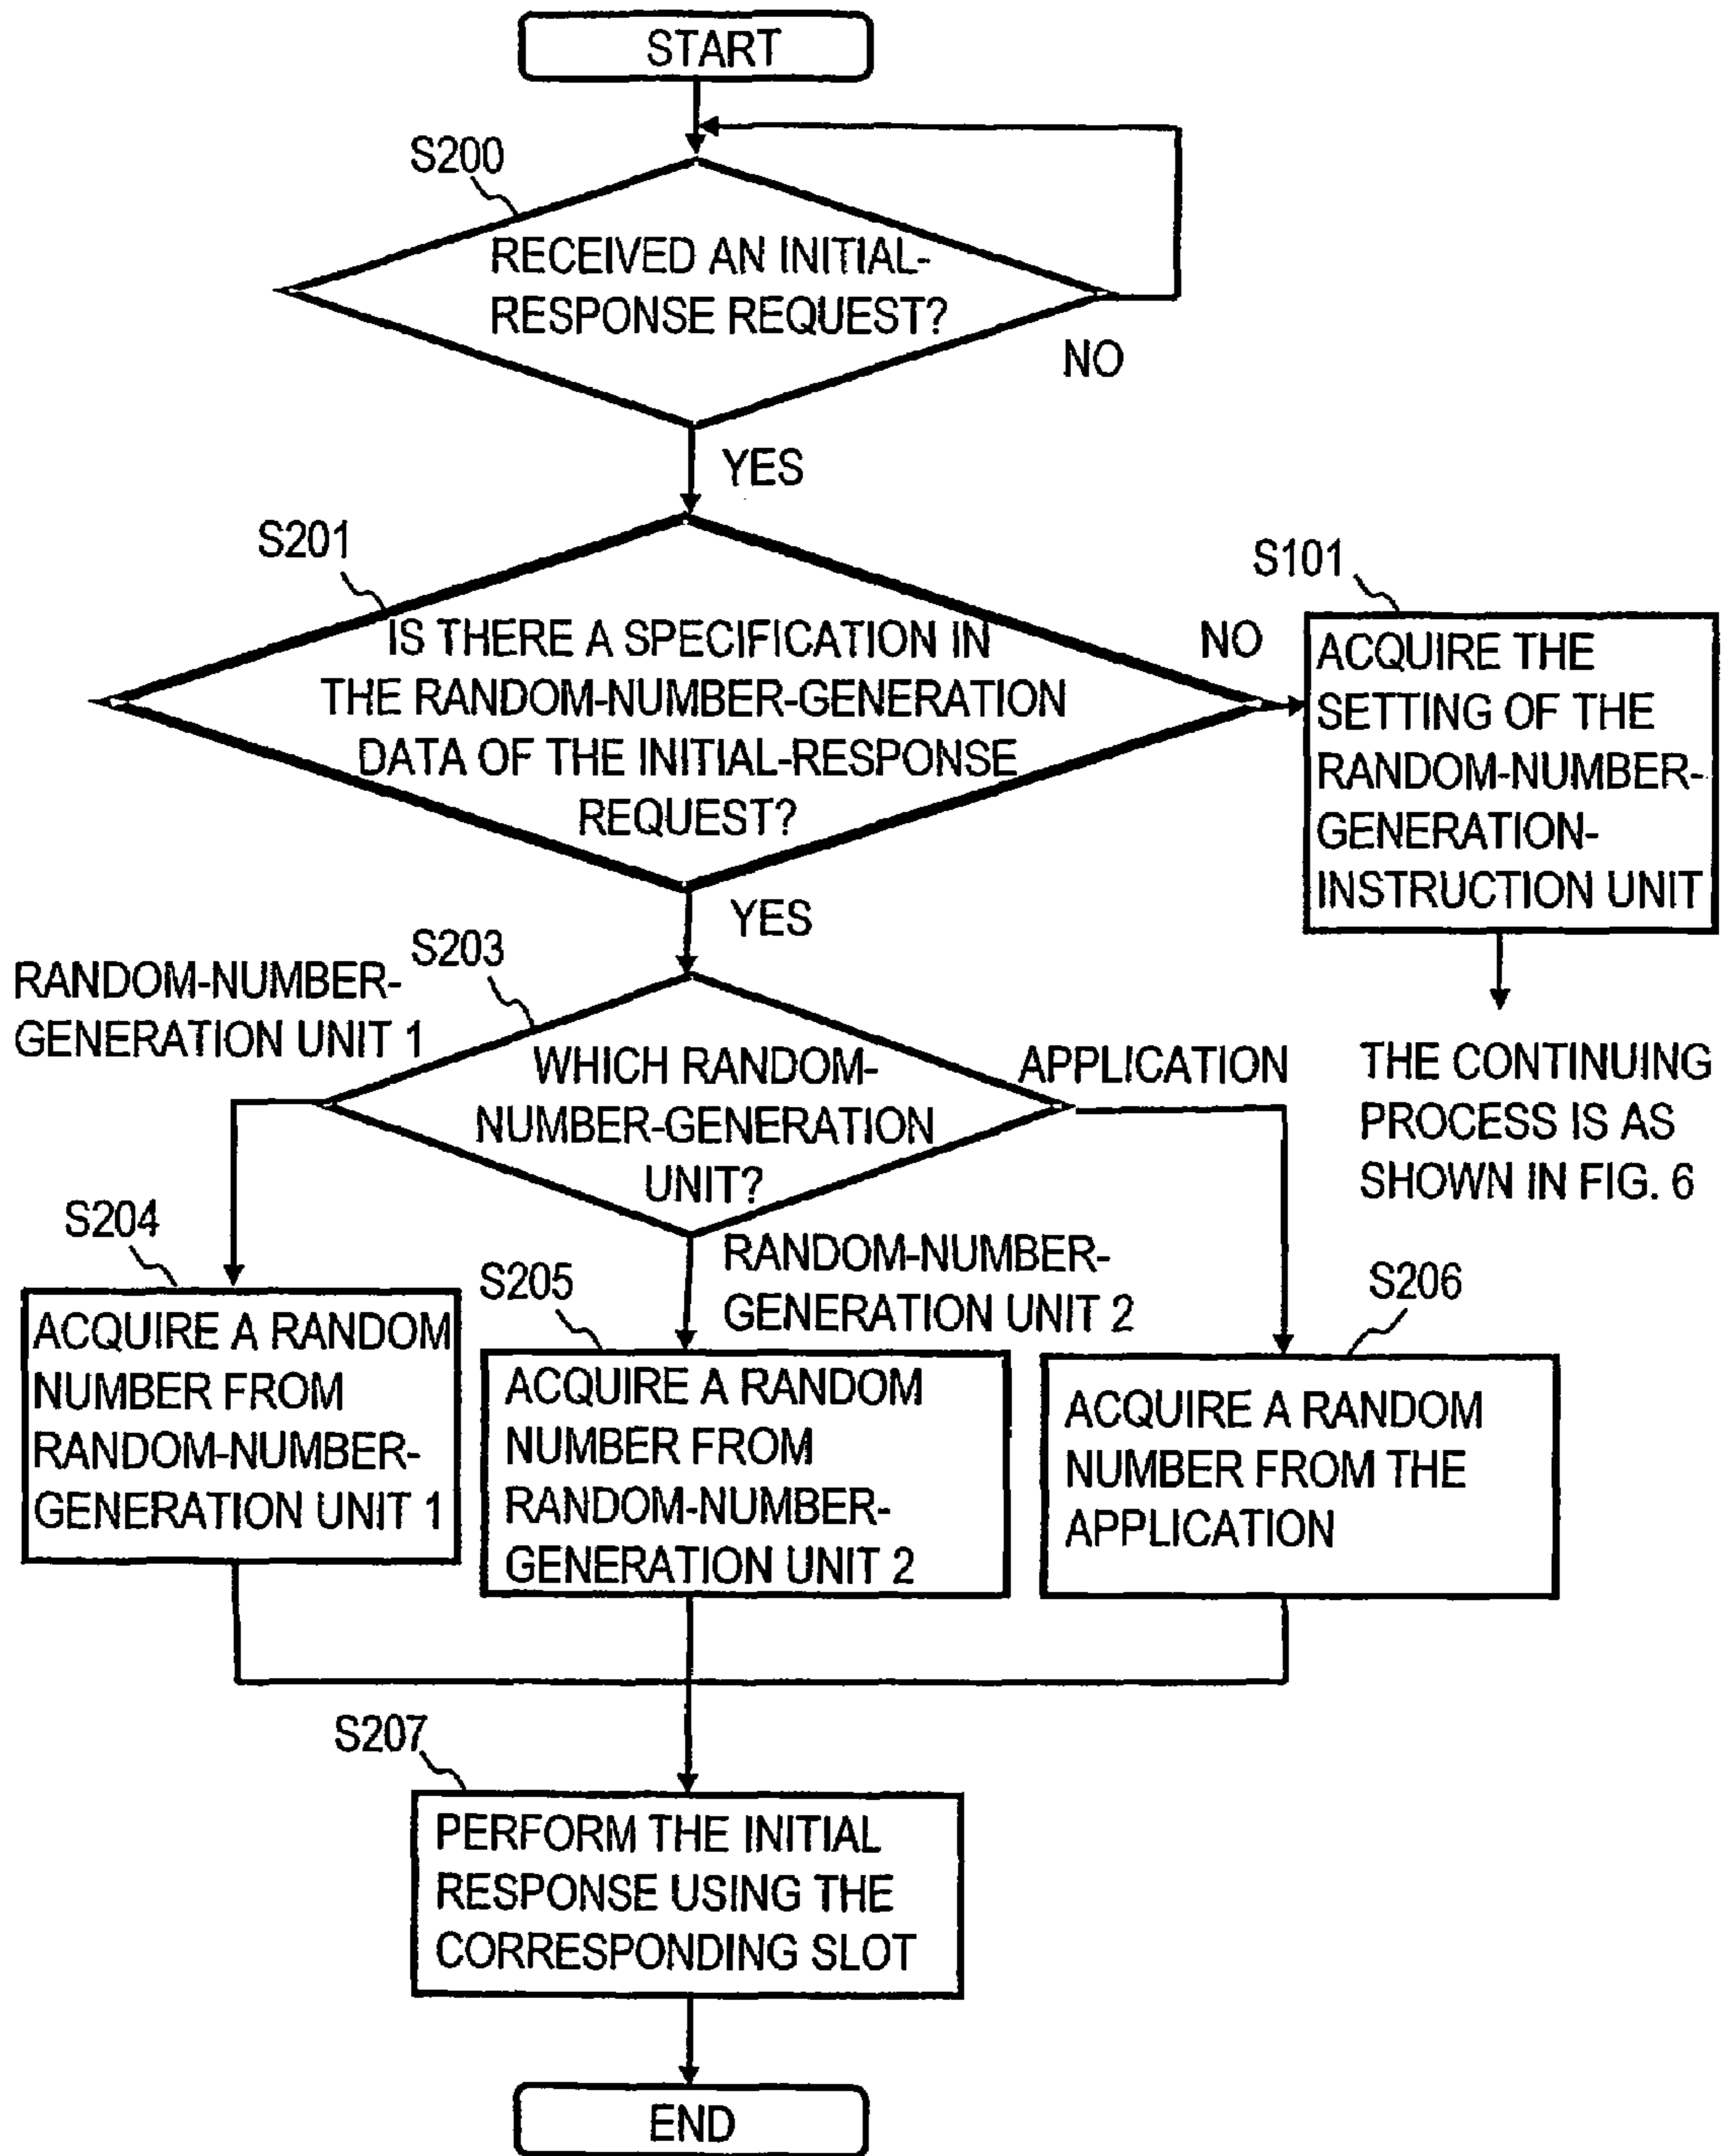 START
S200
RECEIVED AN INITIAL-
RESPONSE REQUEST?
NO
YES
S201
IS THERE A SPECIFICATION IN
THE RANDOM-NUMBER-GENERATION
DATA OF THE INITIAL-RESPONSE
REQUEST?
NO
S101
ACQUIRE THE
SETTING OF THE
RANDOM-NUMBER-
GENERATION-
INSTRUCTION UNIT
THE CONTINUING
PROCESS IS AS
SHOWN IN FIG. 6
YES
S203
WHICH RANDOM-
NUMBER-GENERATION
UNIT?
RANDOM-NUMBER-
GENERATION UNIT 1
S204
ACQUIRE A RANDOM
NUMBER FROM
RANDOM-NUMBER-
GENERATION UNIT 1
RANDOM-NUMBER-
GENERATION UNIT 2
S205
ACQUIRE A RANDOM
NUMBER FROM
RANDOM-NUMBER-
GENERATION UNIT 2
APPLICATION
S206
ACQUIRE A RANDOM
NUMBER FROM THE
APPLICATION
S207
PERFORM THE INITIAL
RESPONSE USING THE
CORRESPONDING SLOT
END